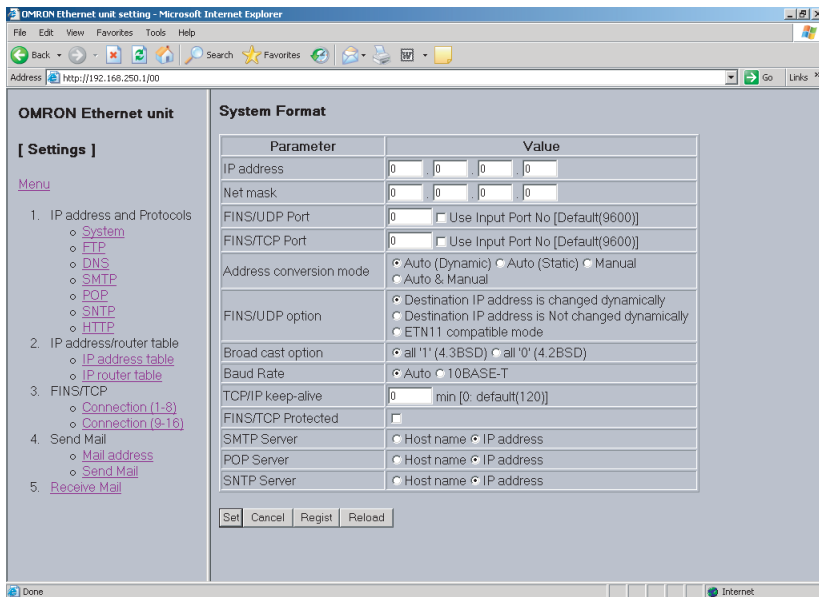 OMRON Ethernet unit setting - Microsoft Internet Explorer
File Edit View Favorites Tools Help
Back Search Favorites
Address http://192.168.250.1/00 Go Links
OMRON Ethernet unit
[ Settings ]
Menu
1. IP address and Protocols
System
FTP
DNS
SMTP
POP
SNTP
HTTP
2. IP address/router table
IP address table
IP router table
3. FINS/TCP
Connection (1-8)
Connection (9-16)
4. Send Mail
Mail address
Send Mail
5. Receive Mail
System Format
Parameter Value
IP address 0 . 0 . 0 . 0
Net mask 0 . 0 . 0 . 0
FINS/UDP Port 0 Use Input Port No [Default(9600)]
FINS/TCP Port 0 Use Input Port No [Default(9600)]
Address conversion mode Auto (Dynamic) Auto (Static) Manual
Auto & Manual
FINS/UDP option Destination IP address is changed dynamically
Destination IP address is Not changed dynamically
ETN11 compatible mode
Broad cast option all '1' (4.3BSD) all '0' (4.2BSD)
Baud Rate Auto 10BASE-T
TCP/IP keep-alive 0 min [0: default(120)]
FINS/TCP Protected
SMTP Server Host name IP address
POP Server Host name IP address
SNTP Server Host name IP address
Set Cancel Regist Reload
Done Internet